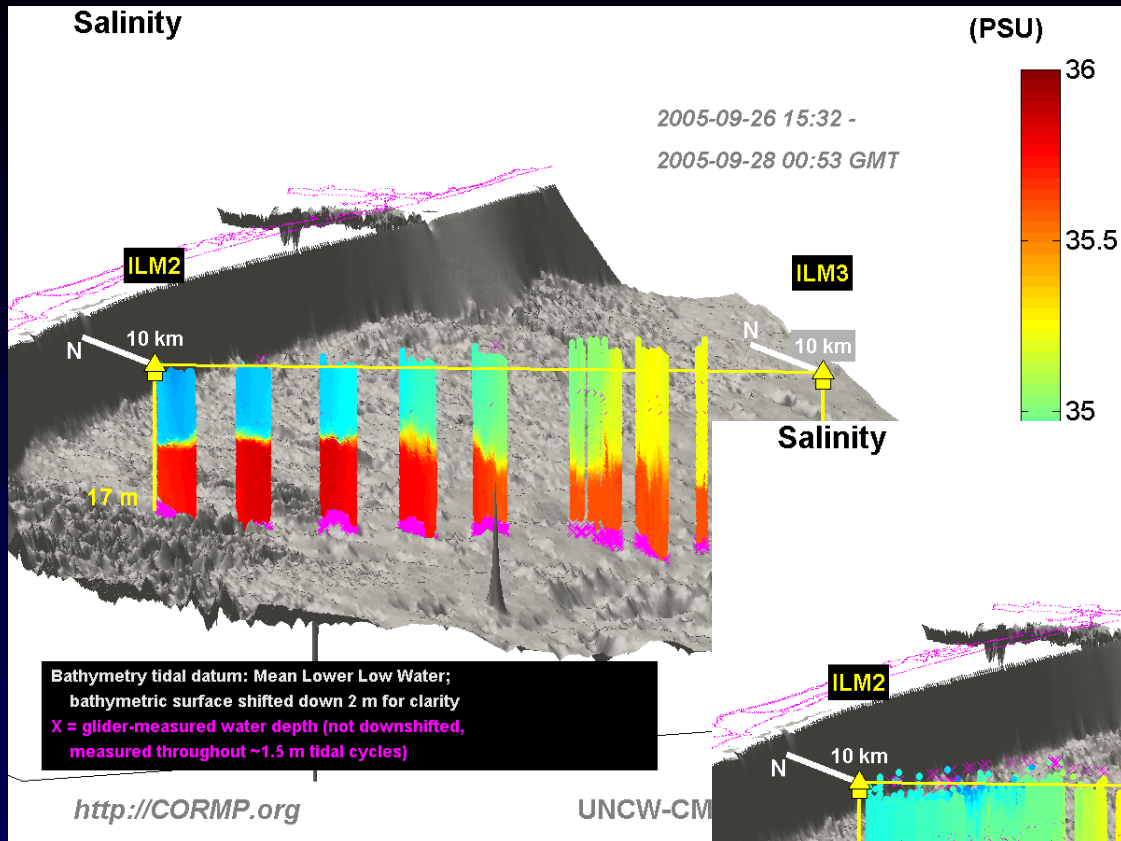 Salinity
(PSU)
36
2005-09-26 15:32 -
2005-09-28 00:53 GMT
ILM2
ILM3
35.5
N
10 km
N
10 km
35
Salinity
17 m
Bathymetry tidal datum: Mean Lower Low Water;
bathymetric surface shifted down 2 m for clarity
X = glider-measured water depth (not downshifted,
measured throughout ~1.5 m tidal cycles)
ILM2
10 km
N
http://CORMP.org
UNCW-CM